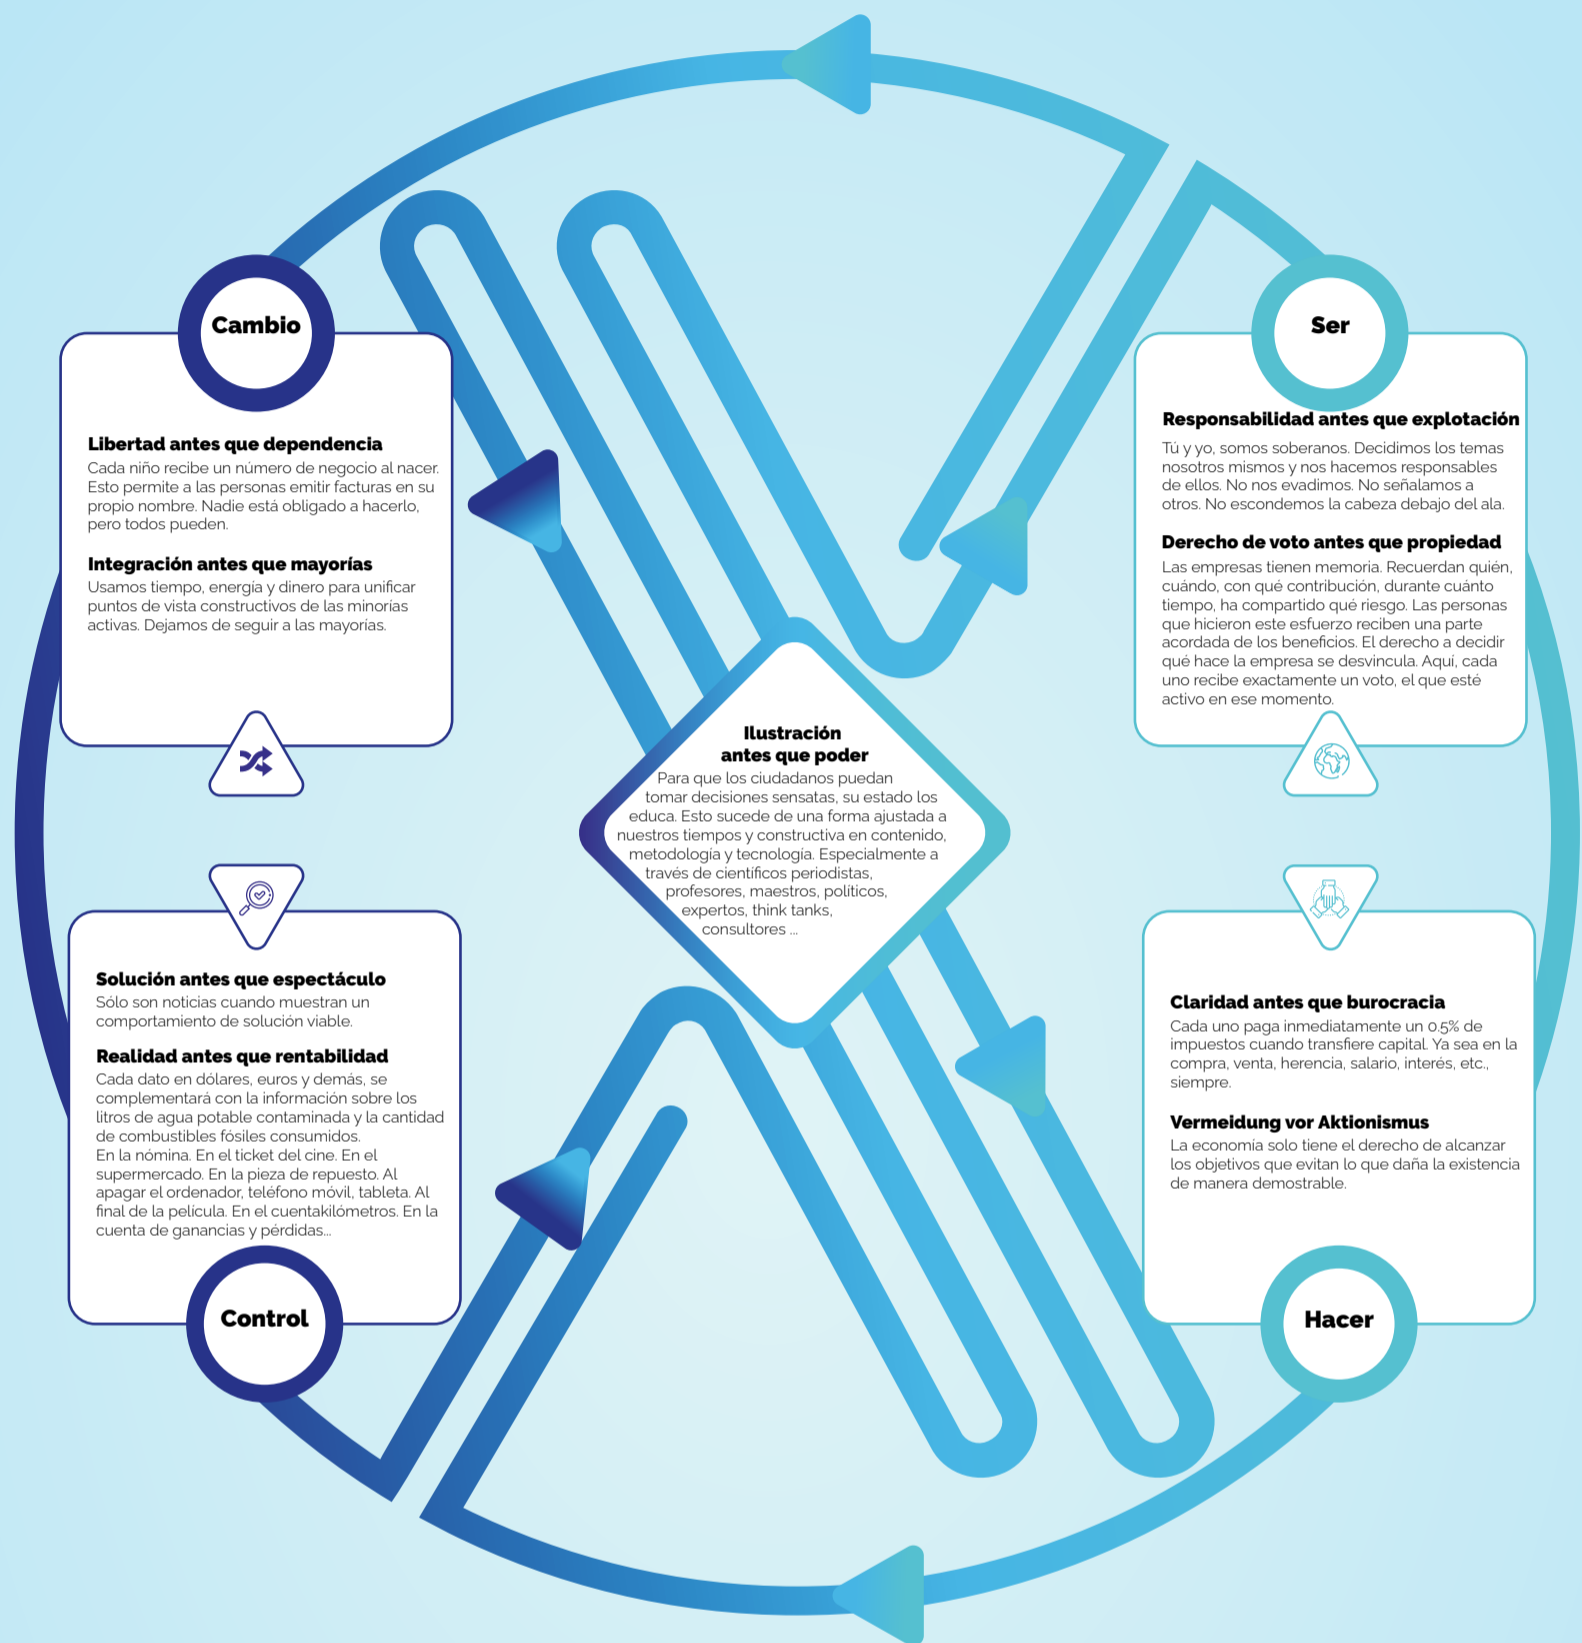 Cambio
Libertad antes que dependencia
Cada niño recibe un número de negocio al nacer.
Esto permite a las personas emitir facturas en su
propio nombre. Nadie está obligado a hacerlo,
pero todos pueden.
Integración antes que mayorías
Usamos tiempo, energía y dinero para unificar
puntos de vista constructivos de las minorías
activas. Dejamos de seguir a las mayorías.
Ser
Responsabilidad antes que explotación
Tú y yo, somos soberanos. Decidimos los temas
nosotros mismos y nos hacemos responsables
de ellos. No nos evadimos. No señalamos a
otros. No escondemos la cabeza debajo del ala.
Derecho de voto antes que propiedad
Las empresas tienen memoria. Recuerdan quién,
cuándo, con qué contribución, durante cuánto
tiempo, ha compartido qué riesgo. Las personas
que hicieron este esfuerzo reciben una parte
acordada de los beneficios. El derecho a decidir
qué hace la empresa se desvincula. Aquí, cada
uno recibe exactamente un voto, el que esté
activo en ese momento.
Ilustración
antes que poder
Para que los ciudadanos puedan
tomar decisiones sensatas, su estado los
educa. Esto sucede de una forma ajustada a
nuestros tiempos y constructiva en contenido,
metodología y tecnología. Especialmente a
través de científicos periodistas,
profesores, maestros, políticos,
expertos, think tanks,
consultores ...
Solución antes que espectáculo
Sólo son noticias cuando muestran un
comportamiento de solución viable.
Realidad antes que rentabilidad
Cada dato en dólares, euros y demás, se
complementará con la información sobre los
litros de agua potable contaminada y la cantidad
de combustibles fósiles consumidos.
En la nómina. En el ticket del cine. En el
supermercado. En la pieza de repuesto. Al
apagar el ordenador, teléfono móvil, tableta. Al
final de la película. En el cuentakilómetros. En la
cuenta de ganancias y pérdidas...
Control
Claridad antes que burocracia
Cada uno paga inmediatamente un 0.5% de
impuestos cuando transfiere capital. Ya sea en la
compra, venta, herencia, salario, interés, etc.,
siempre.
Vermeidung vor Aktionismus
La economía solo tiene el derecho de alcanzar
los objetivos que evitan lo que daña la existencia
de manera demostrable.
Hacer